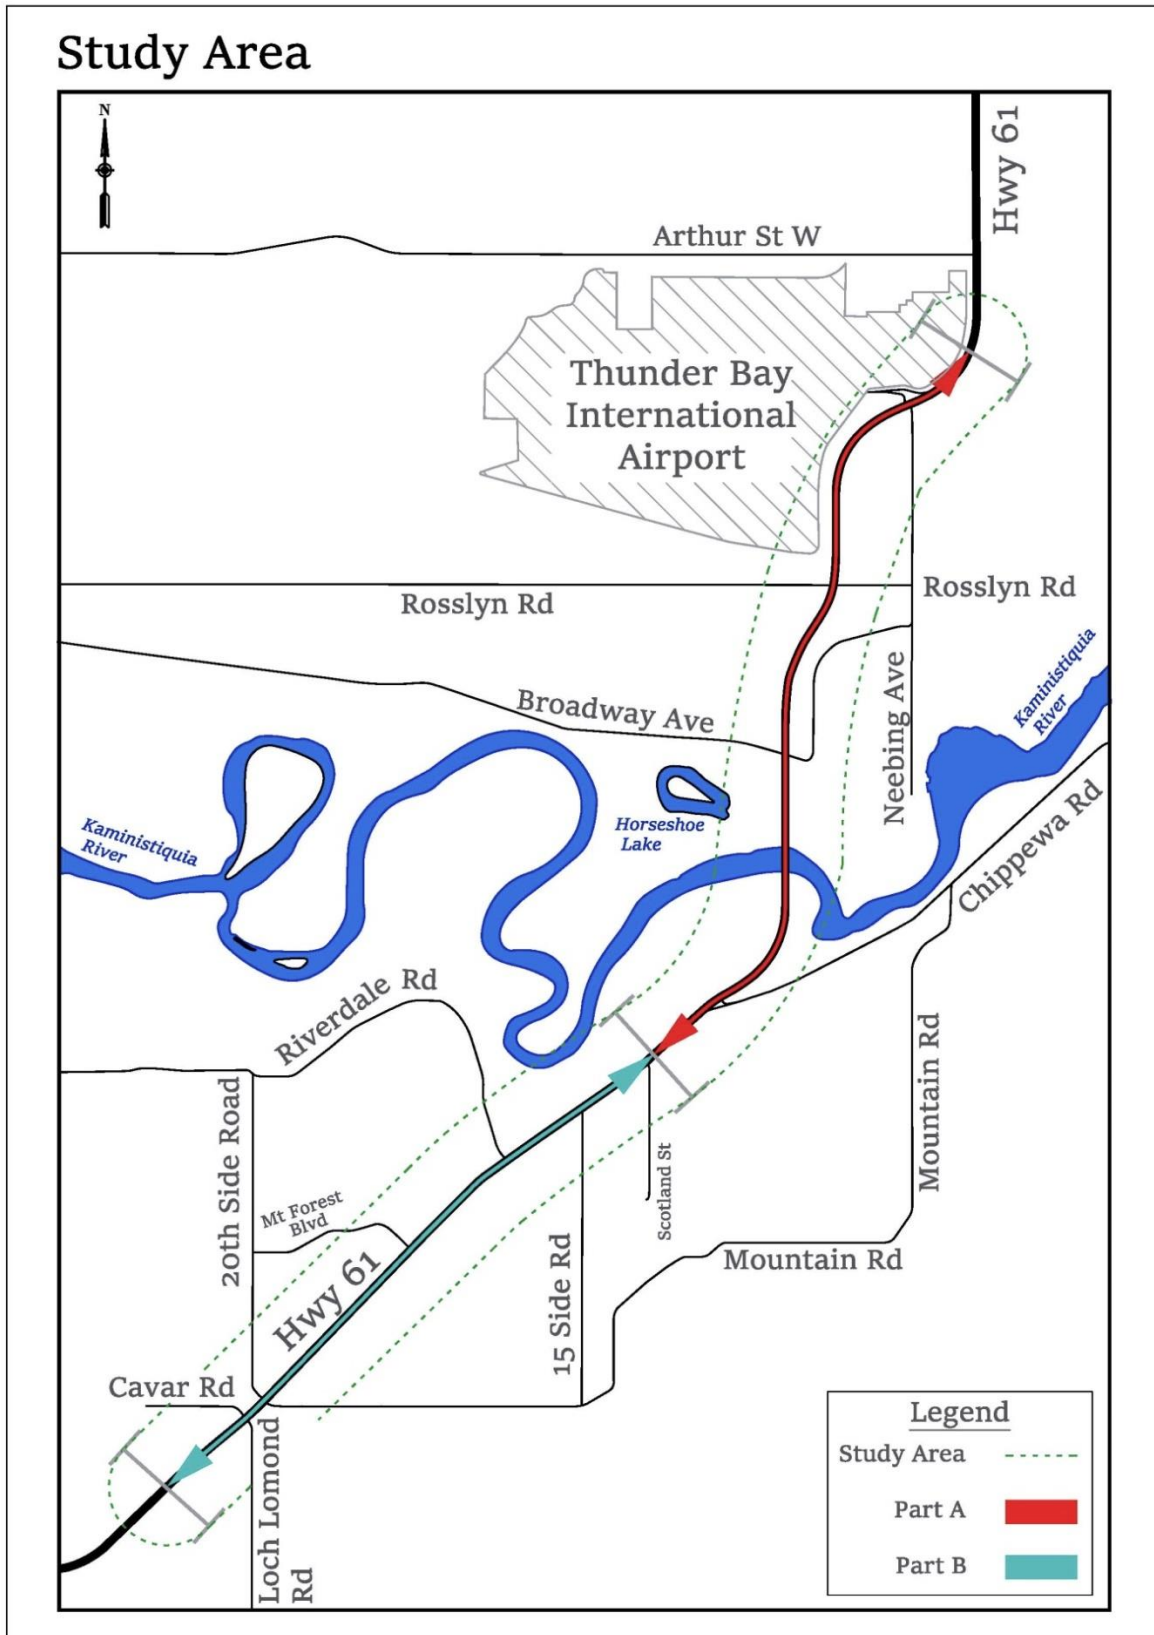 Study Area
N
Hwy 61
Arthur St W
Thunder Bay
International
Airport
Rosslyn Rd
Rosslyn Rd
Kaministiquia
River
Broadway Ave
Neebing Ave
Horseshoe
Lake
Kaministiquia
River
Chippewa Rd
Riverdale Rd
20th Side Road
Mountain Rd
Scotland St
Mt Forest
Blvd
Hwy 61
15 Side Rd
Mountain Rd
Cavar Rd
Loch Lomond
Rd
Legend
Study Area
Part A
Part B